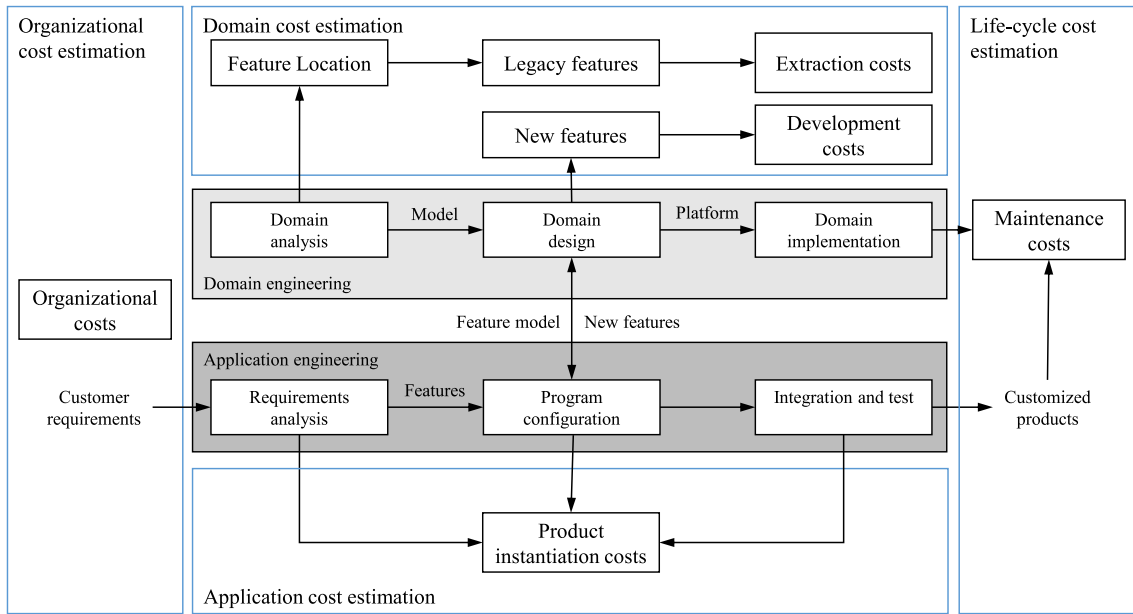 Organizational
cost estimation
Domain cost estimation
Life-cycle cost
estimation
Feature Location
Legacy features
Extraction costs
New features
Development
costs
Domain
analysis
Model
Domain
design
Platform
Domain
implementation
Maintenance
costs
Domain engineering
Organizational
costs
Feature model
New features
Application engineering
Customer
requirements
Requirements
analysis
Features
Program
configuration
Integration and test
Customized
products
Product
instantiation costs
Application cost estimation